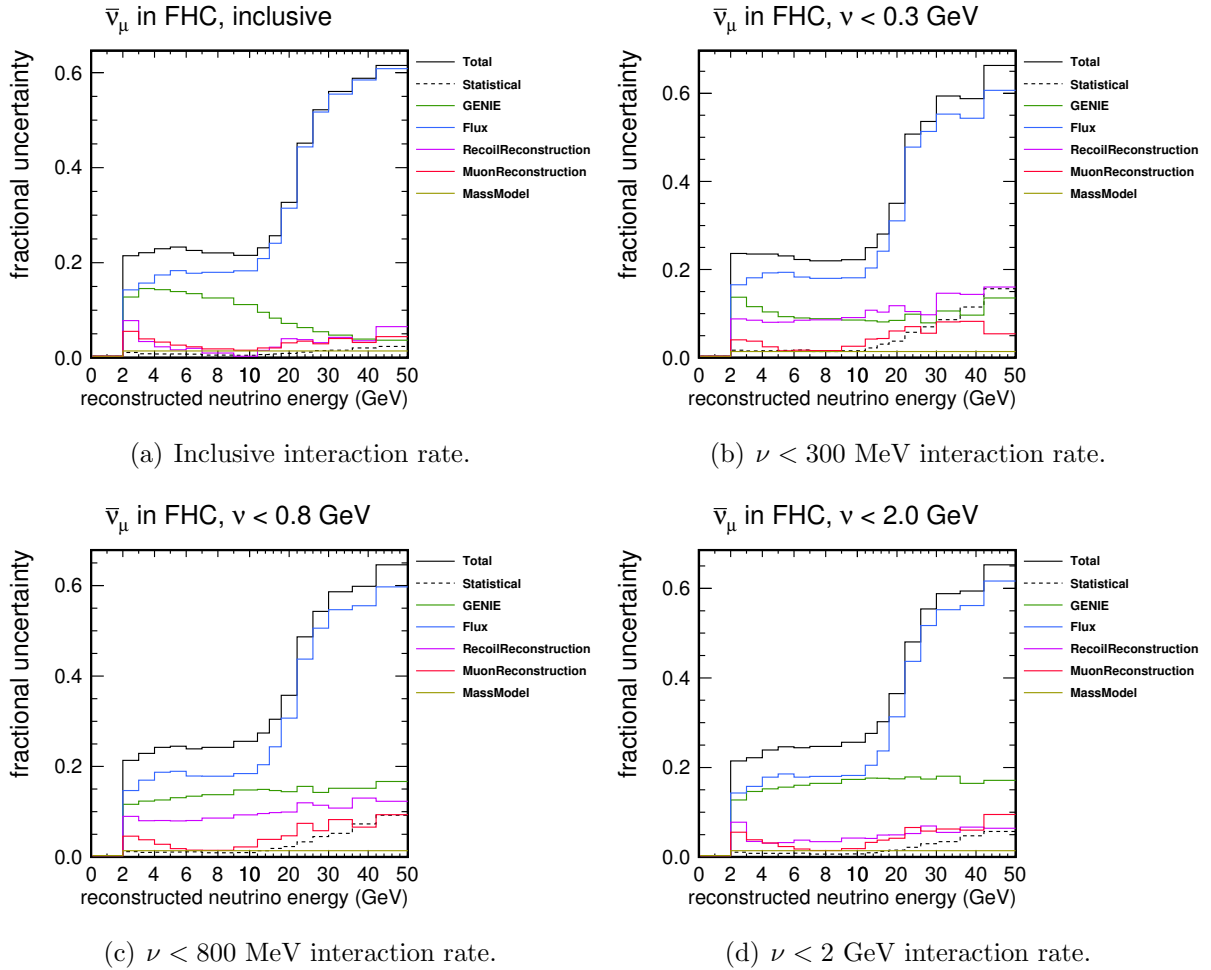 ν̅μ in FHC, inclusive
fractional uncertainty
0.6
0.4
0.2
0.0
0 2 4 6 8 10 20 30 40 50
reconstructed neutrino energy (GeV)
Total
Statistical
GENIE
Flux
RecoilReconstruction
MuonReconstruction
MassModel
(a) Inclusive interaction rate.
ν̅μ in FHC, ν < 0.3 GeV
fractional uncertainty
0.6
0.4
0.2
0.0
0 2 4 6 8 10 20 30 40 50
reconstructed neutrino energy (GeV)
Total
Statistical
GENIE
Flux
RecoilReconstruction
MuonReconstruction
MassModel
(b) ν < 300 MeV interaction rate.
ν̅μ in FHC, ν < 0.8 GeV
fractional uncertainty
0.6
0.4
0.2
0.0
0 2 4 6 8 10 20 30 40 50
reconstructed neutrino energy (GeV)
Total
Statistical
GENIE
Flux
RecoilReconstruction
MuonReconstruction
MassModel
(c) ν < 800 MeV interaction rate.
ν̅μ in FHC, ν < 2.0 GeV
fractional uncertainty
0.6
0.4
0.2
0.0
0 2 4 6 8 10 20 30 40 50
reconstructed neutrino energy (GeV)
Total
Statistical
GENIE
Flux
RecoilReconstruction
MuonReconstruction
MassModel
(d) ν < 2 GeV interaction rate.